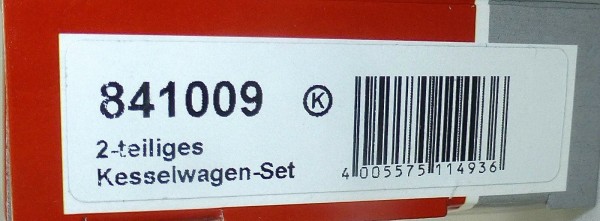 841009 Ⓚ
2-teiliges
Kesselwagen-Set
4 005575 114936